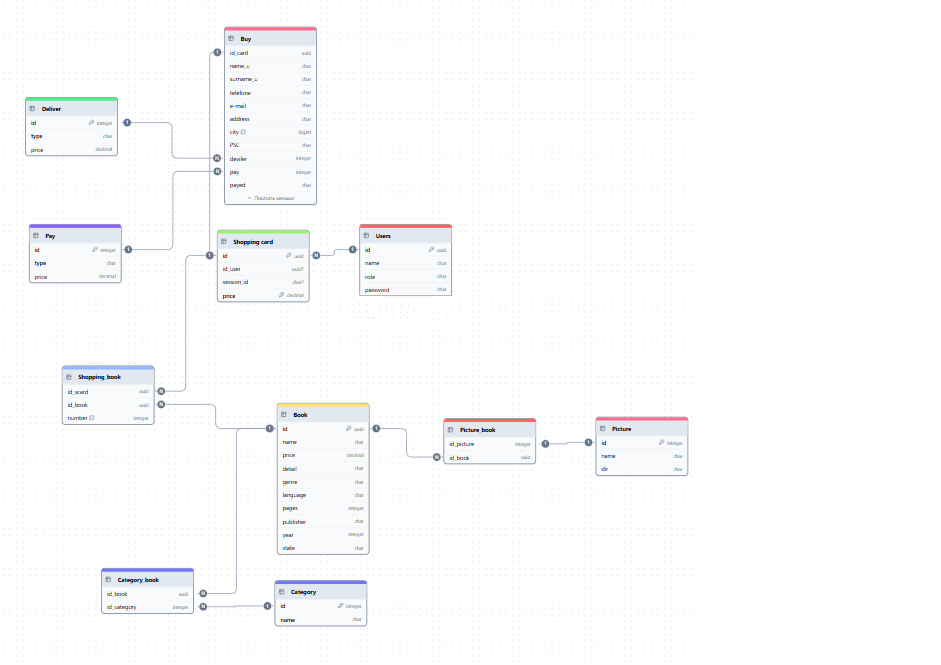 Buy
id_card uuid
name_u char
surname_u char
telefone char
e-mail char
address char
city bigint
PSC char
deviler integer
pay integer
payed char
Показать меньше
Deliver
id integer
type char
price decimal
Pay
id integer
type char
price decimal
Shopping card
id uuid
id_user uuid?
session_id char?
price decimal
Users
id uuid
name char
role char
password char
Shopping_book
id_scard uuid
id_book uuid
number integer
Book
id uuid
name char
price decimal
detail char
genre char
language char
pages integer
publisher char
year integer
state char
Picture_book
id_picture integer
id_book uuid
Picture
id integer
name char
dir char
Category_book
id_book uuid
id_category integer
Category
id integer
name char
1
N
N
1
1
1
N
1
N
N
1
1
N
1
1
N
N
1